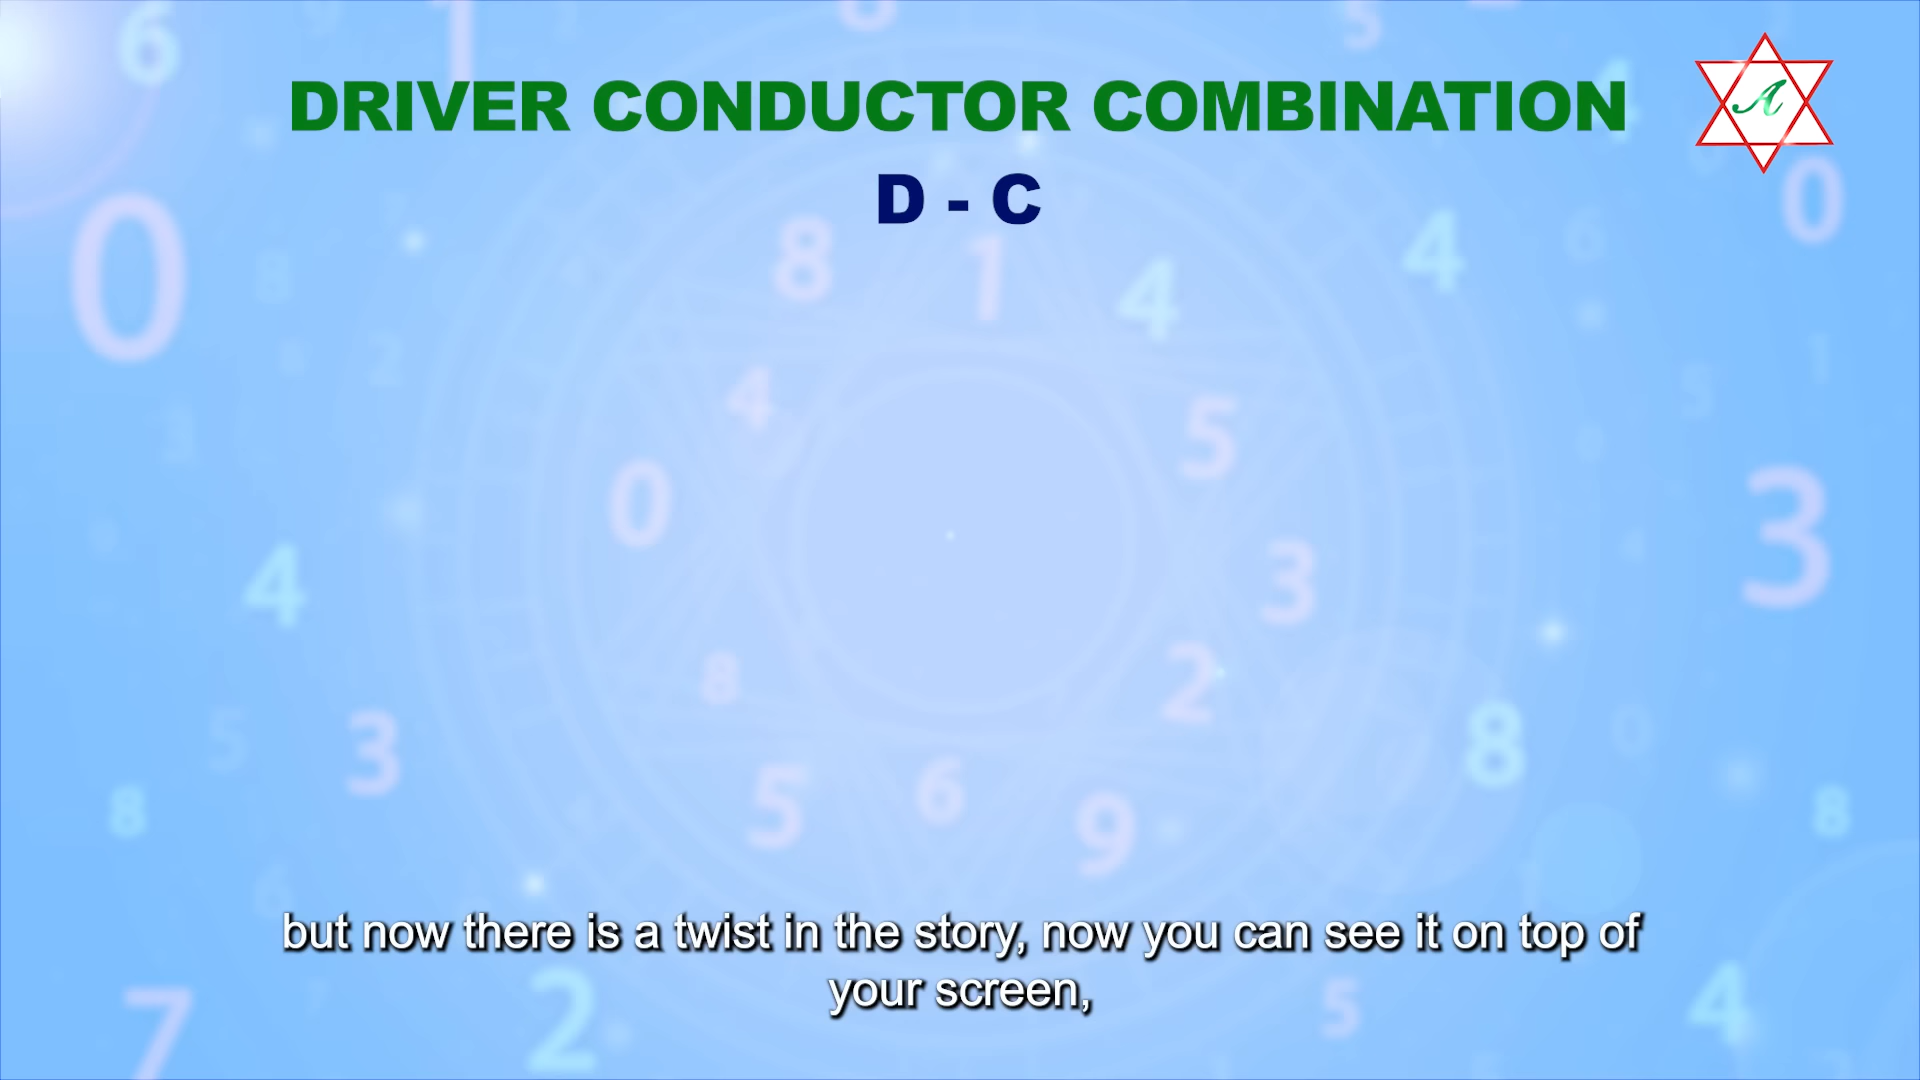 DRIVER CONDUCTOR COMBINATION
A
D - C
but now there is a twist in the story, now you can see it on top of
your screen,